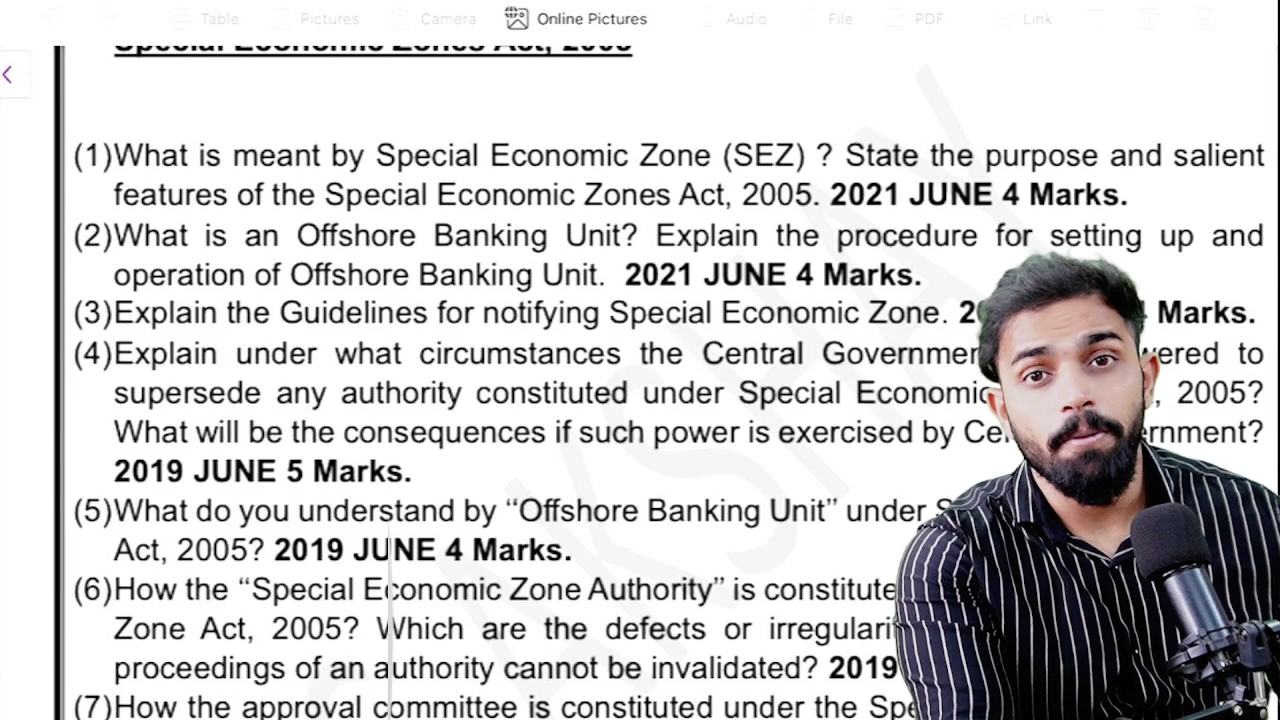 Table Pictures Camera Online Pictures Audio File PDF Link
Special Economic Zones Act, 2005
(1)What is meant by Special Economic Zone (SEZ) ? State the purpose and salient
features of the Special Economic Zones Act, 2005. 2021 JUNE 4 Marks.
(2)What is an Offshore Banking Unit? Explain the procedure for setting up and
operation of Offshore Banking Unit. 2021 JUNE 4 Marks.
(3)Explain the Guidelines for notifying Special Economic Zone. Marks.
(4)Explain under what circumstances the Central to
supersede any authority constituted under Special Economic , 2005?
What will be the consequences if such power is exercised by
2019 JUNE 5 Marks.
(5)What do you understand by “Offshore Banking Unit” under
Act, 2005? 2019 JUNE 4 Marks.
(6)How the “Special Economic Zone Authority” is
Zone Act, 2005? Which are the defects or
proceedings of an authority cannot be invalidated? 2019
(7)How the approval committee is constituted under the
AKSHAY